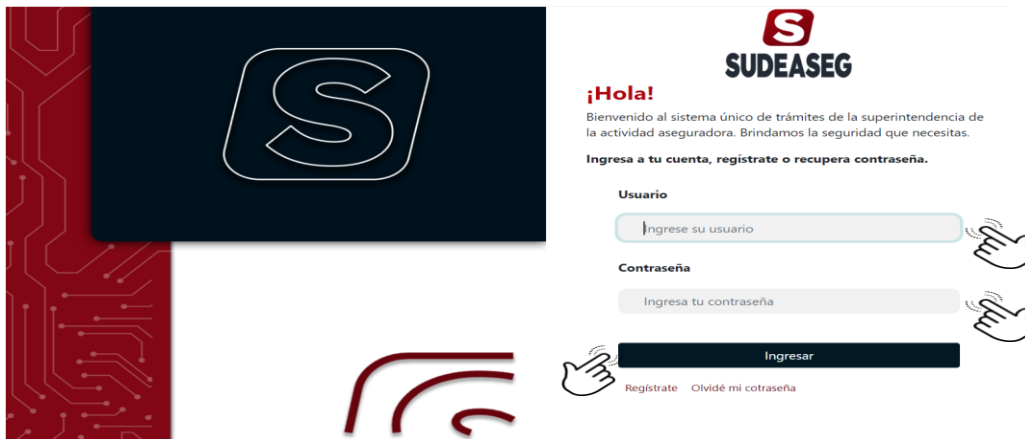 S
S
SUDEASEG
¡Hola!
Bienvenido al sistema único de trámites de la superintendencia de
la actividad aseguradora. Brindamos la seguridad que necesitas.
Ingresa a tu cuenta, regístrate o recupera contraseña.
Usuario
Ingrese su usuario
Contraseña
Ingresa tu contraseña
Ingresar
Regístrate Olvidé mi cotraseña